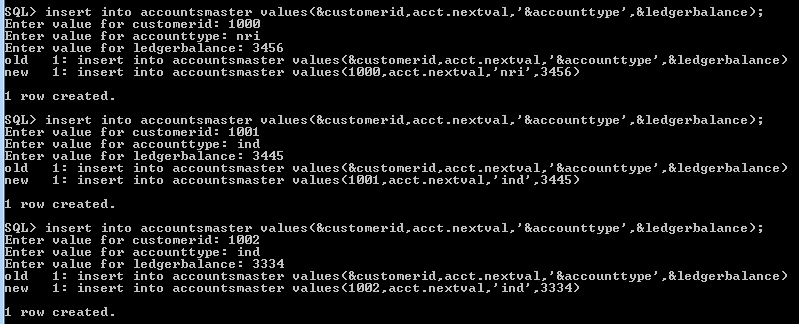 SQL> insert into accountsmaster values(&customerid,acct.nextval,'&accounttype',&ledgerbalance);
Enter value for customerid: 1000
Enter value for accounttype: nri
Enter value for ledgerbalance: 3456
old   1: insert into accountsmaster values(&customerid,acct.nextval,'&accounttype',&ledgerbalance)
new   1: insert into accountsmaster values(1000,acct.nextval,'nri',3456)
1 row created.
SQL> insert into accountsmaster values(&customerid,acct.nextval,'&accounttype',&ledgerbalance);
Enter value for customerid: 1001
Enter value for accounttype: ind
Enter value for ledgerbalance: 3445
old   1: insert into accountsmaster values(&customerid,acct.nextval,'&accounttype',&ledgerbalance)
new   1: insert into accountsmaster values(1001,acct.nextval,'ind',3445)
1 row created.
SQL> insert into accountsmaster values(&customerid,acct.nextval,'&accounttype',&ledgerbalance);
Enter value for customerid: 1002
Enter value for accounttype: ind
Enter value for ledgerbalance: 3334
old   1: insert into accountsmaster values(&customerid,acct.nextval,'&accounttype',&ledgerbalance)
new   1: insert into accountsmaster values(1002,acct.nextval,'ind',3334)
1 row created.